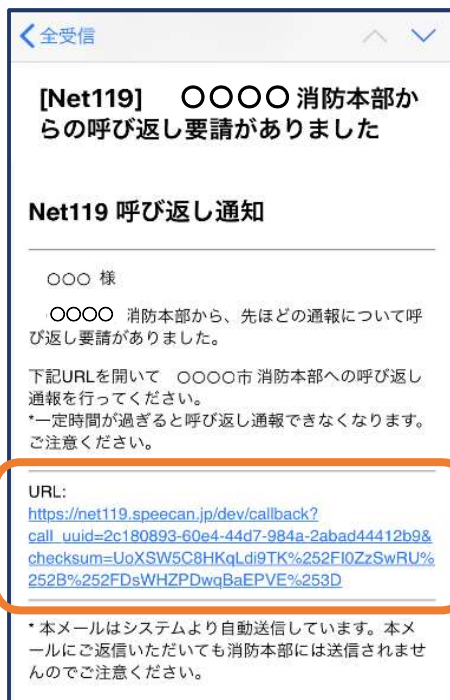 全受信
[Net119] 〇〇〇〇 消防本部か
らの呼び返し要請がありました
Net119 呼び返し通知
〇〇〇 様
〇〇〇〇 消防本部から、先ほどの通報について呼
び返し要請がありました。
下記URLを開いて 〇〇〇〇市 消防本部への呼び返し
通報を行ってください。
*一定時間が過ぎると呼び返し通報できなくなります。
ご注意ください。
URL:
https://net119.speecan.jp/dev/callback?
call_uuid=2c180893-60e4-44d7-984a-2abad44412b9&
checksum=UoXSW5C8HKqLdi9TK%252FI0ZzSwRU%
252B%252FDsWHZPDwqBaEPVE%253D
* 本メールはシステムより自動送信しています。本メ
ールにご返信いただいても消防本部には送信されませ
んのでご注意ください。